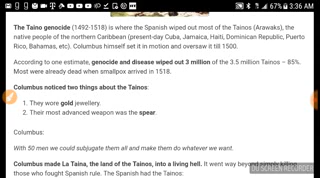 67% 3:36 AM
The Taino genocide (1492-1518) is where the Spanish wiped out most of the Tainos (Arawaks), the
native people of the northern Caribbean (present-day Cuba, Jamaica, Haiti, Dominican Republic, Puerto
Rico, Bahamas, etc). Columbus himself set it in motion and oversaw it till 1500.
According to one estimate, genocide and disease wiped out 3 million of the 3.5 million Tainos – 85%.
Most were already dead when smallpox arrived in 1518.
Columbus noticed two things about the Tainos:
1. They wore gold jewellery.
2. Their most advanced weapon was the spear.
Columbus:
With 50 men we could subjugate them all and make them do whatever we want.
Columbus made La Taina, the land of the Tainos, into a living hell. It went way beyond simple killing
those who fought Spanish rule. The Spanish had the Tainos:
DU SCREEN RECORDER